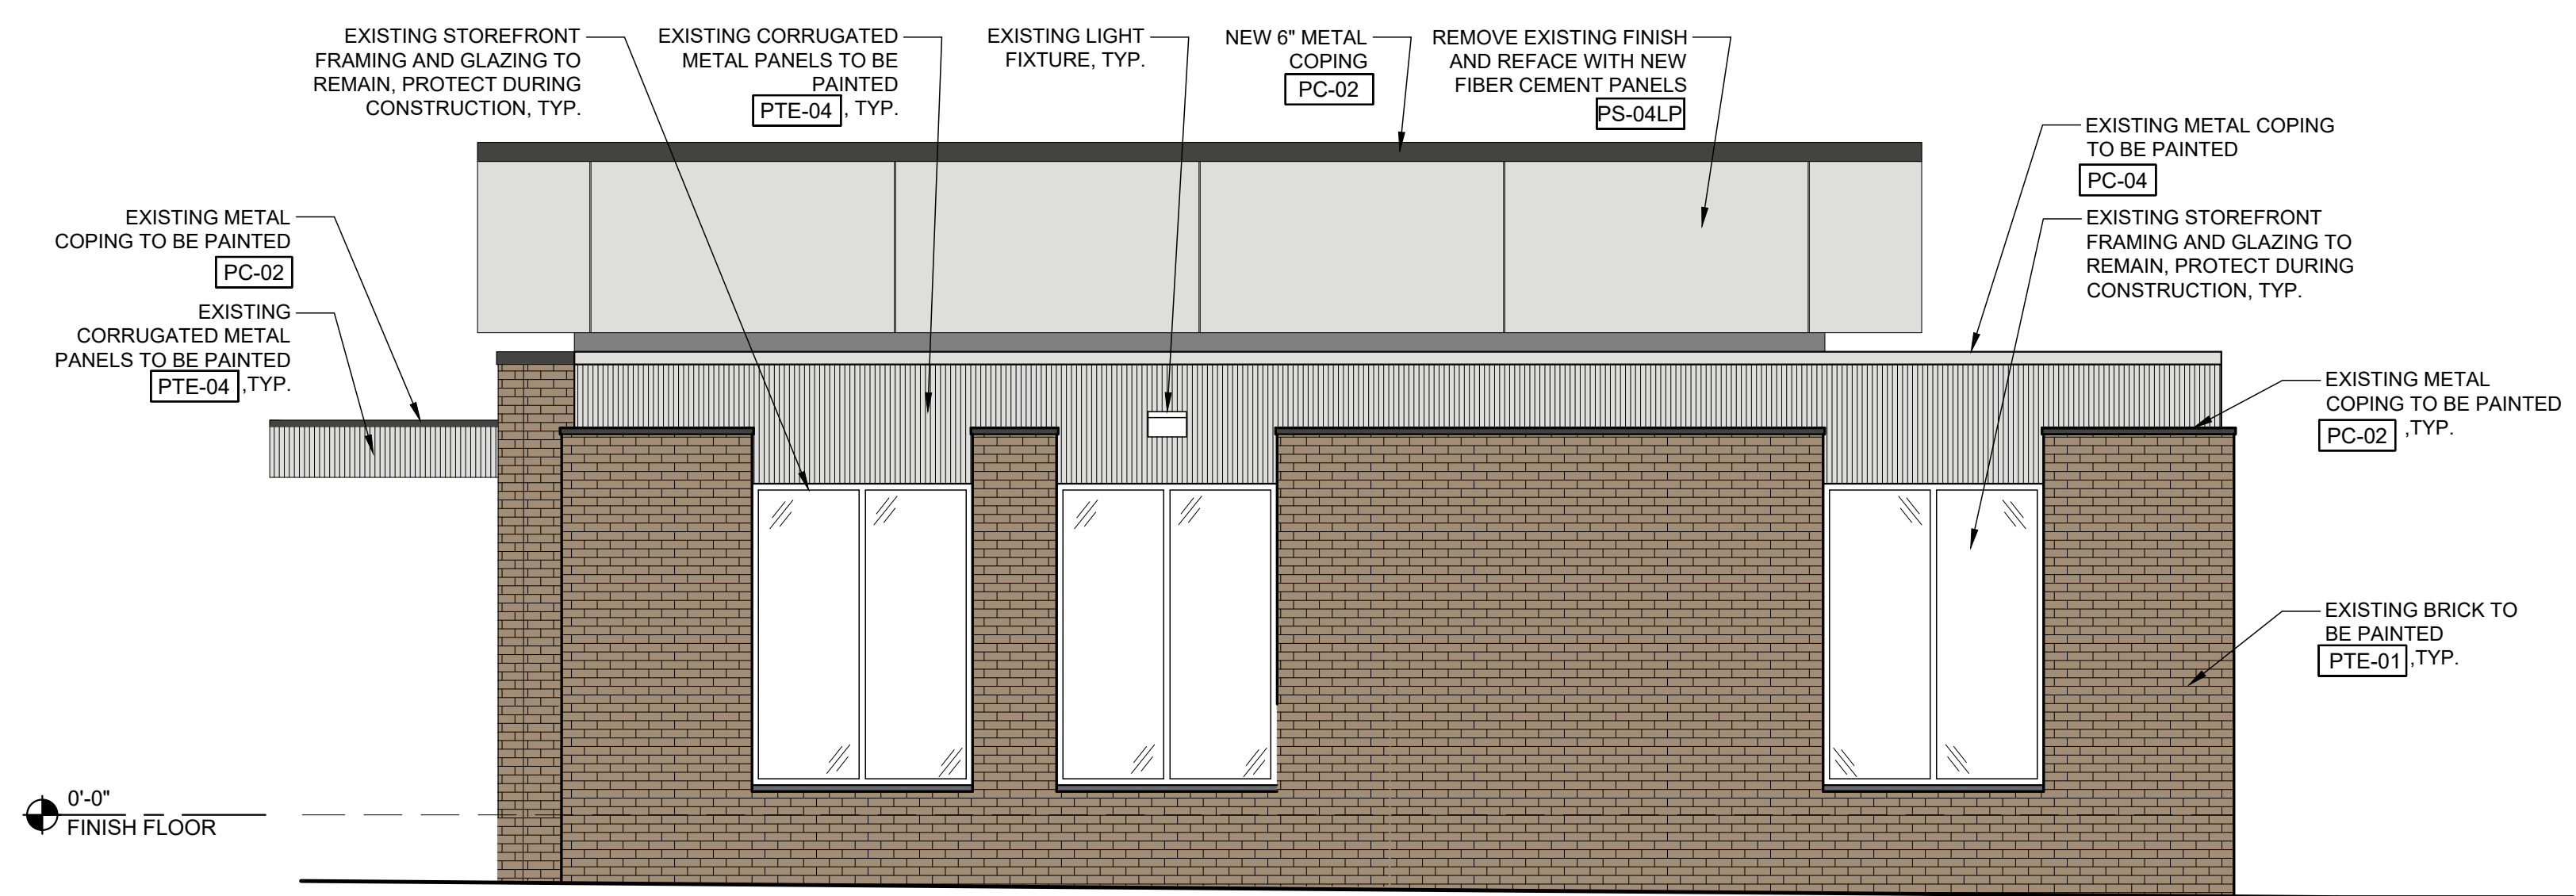 EXISTING STOREFRONT
FRAMING AND GLAZING TO
REMAIN, PROTECT DURING
CONSTRUCTION, TYP.
EXISTING CORRUGATED
METAL PANELS TO BE
PAINTED
PTE-04 , TYP.
EXISTING LIGHT
FIXTURE, TYP.
NEW 6" METAL
COPING
PC-02
REMOVE EXISTING FINISH
AND REFACE WITH NEW
FIBER CEMENT PANELS
PS-04LP
EXISTING METAL COPING
TO BE PAINTED
PC-04
EXISTING STOREFRONT
FRAMING AND GLAZING TO
REMAIN, PROTECT DURING
CONSTRUCTION, TYP.
EXISTING METAL
COPING TO BE PAINTED
PC-02
EXISTING
CORRUGATED METAL
PANELS TO BE PAINTED
PTE-04 ,TYP.
EXISTING METAL
COPING TO BE PAINTED
PC-02 ,TYP.
EXISTING BRICK TO
BE PAINTED
PTE-01 ,TYP.
0'-0"
FINISH FLOOR